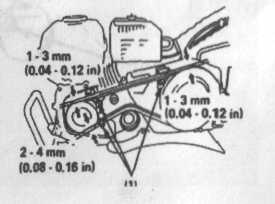 1 - 3 mm
(0.04 - 0.12 in)
1 - 3 mm
(0.04 - 0.12 in)
2 - 4 mm
(0.08 - 0.16 in)